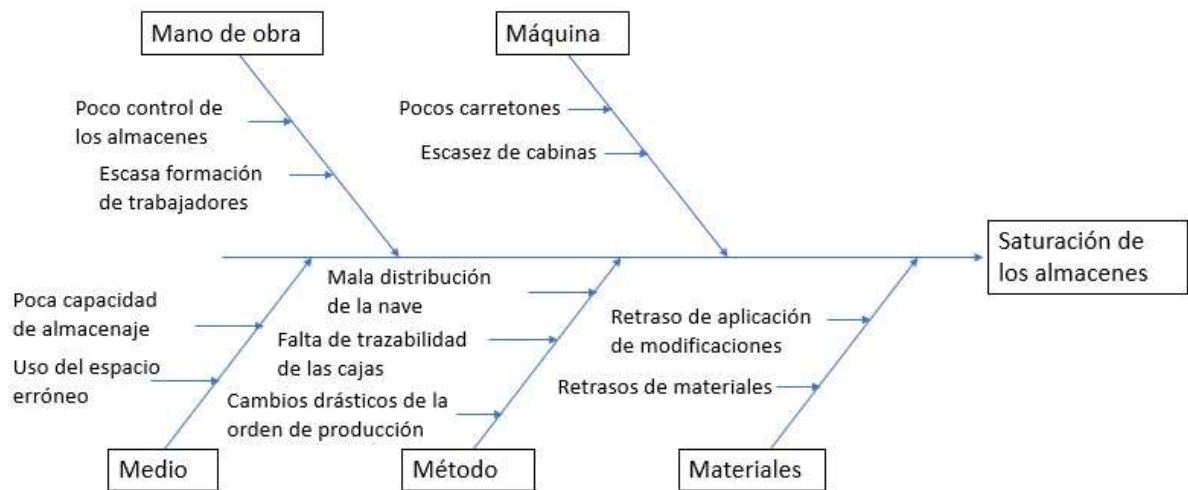 Mano de obra
Máquina
Poco control de
los almacenes
Pocos carretones
Escasez de cabinas
Escasa formación
de trabajadores
Saturación de
los almacenes
Mala distribución
de la nave
Poca capacidad
de almacenaje
Retraso de aplicación
de modificaciones
Falta de trazabilidad
de las cajas
Uso del espacio
erróneo
Retrasos de materiales
Cambios drásticos de la
orden de producción
Medio
Método
Materiales